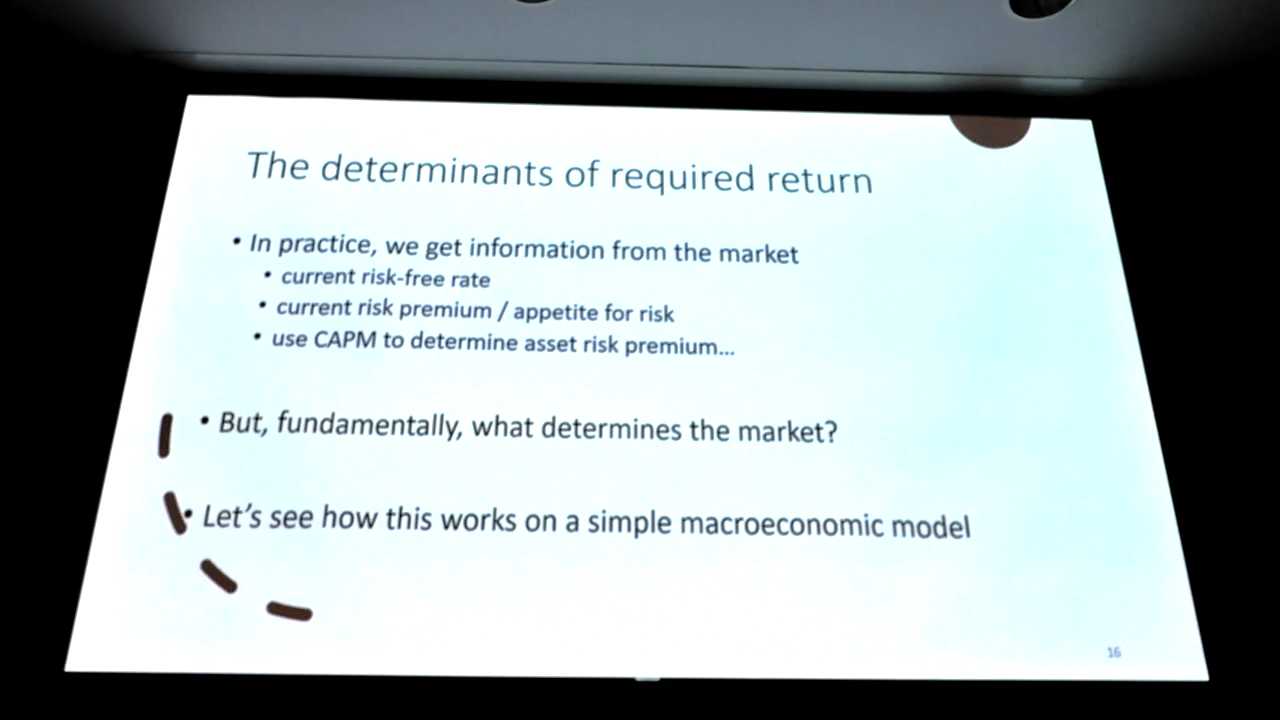 The determinants of required return
• In practice, we get information from the market
• current risk-free rate
• current risk premium / appetite for risk
• use CAPM to determine asset risk premium...
• But, fundamentally, what determines the market?
• Let's see how this works on a simple macroeconomic model
16